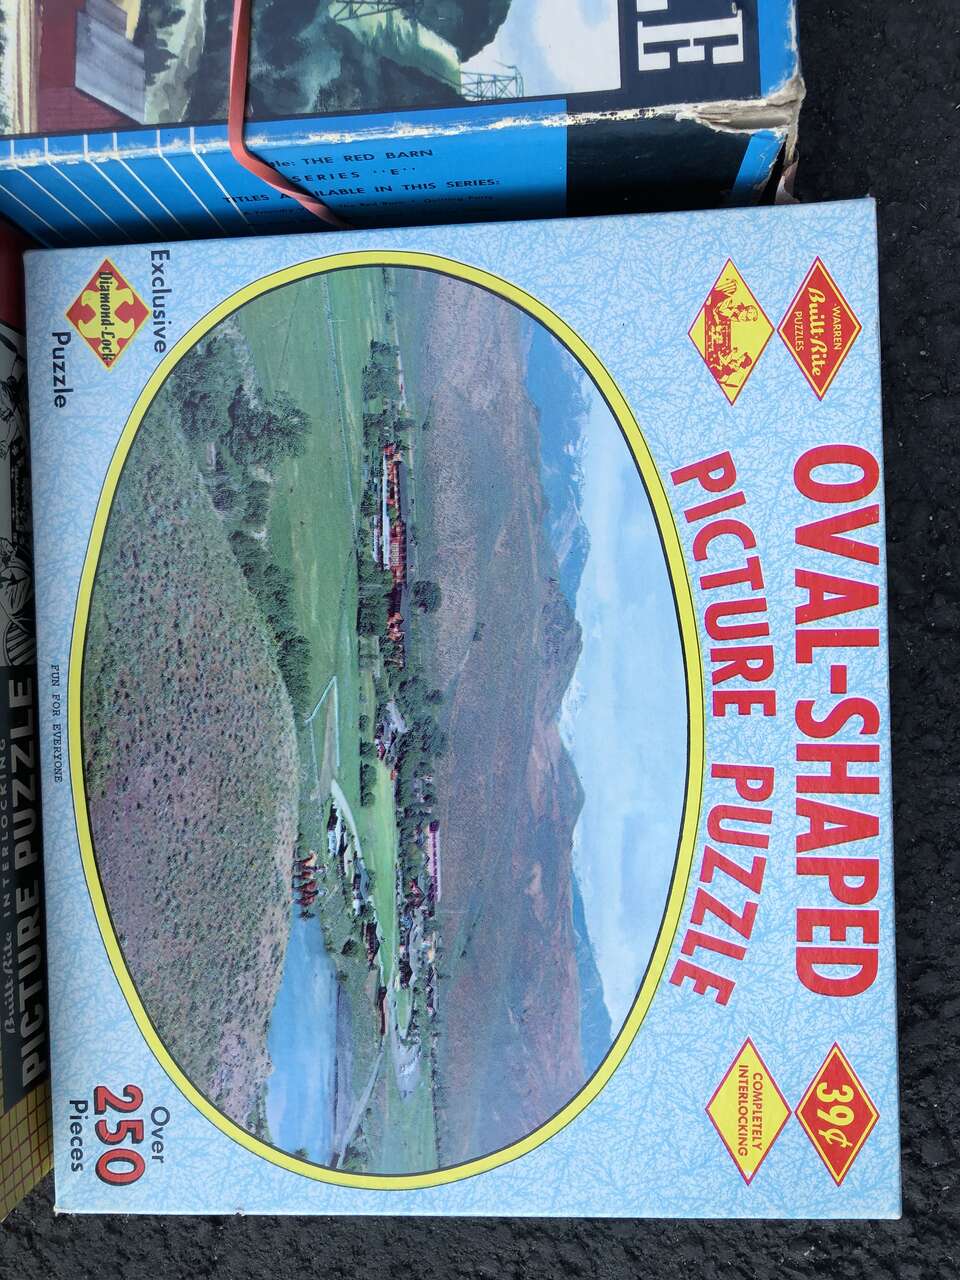 WARREN
Built-Rite
PUZZLES
OVAL-SHAPED
PICTURE PUZZLE
39¢
COMPLETELY
INTERLOCKING
Exclusive
Diamond-Lock
Puzzle
FUN FOR EVERYONE
Over
250
Pieces
THE RED BARN
SERIES "E"
TITLES AVAILABLE IN THIS SERIES:
Built-Rite INTERLOCKING
PICTURE PUZZLE